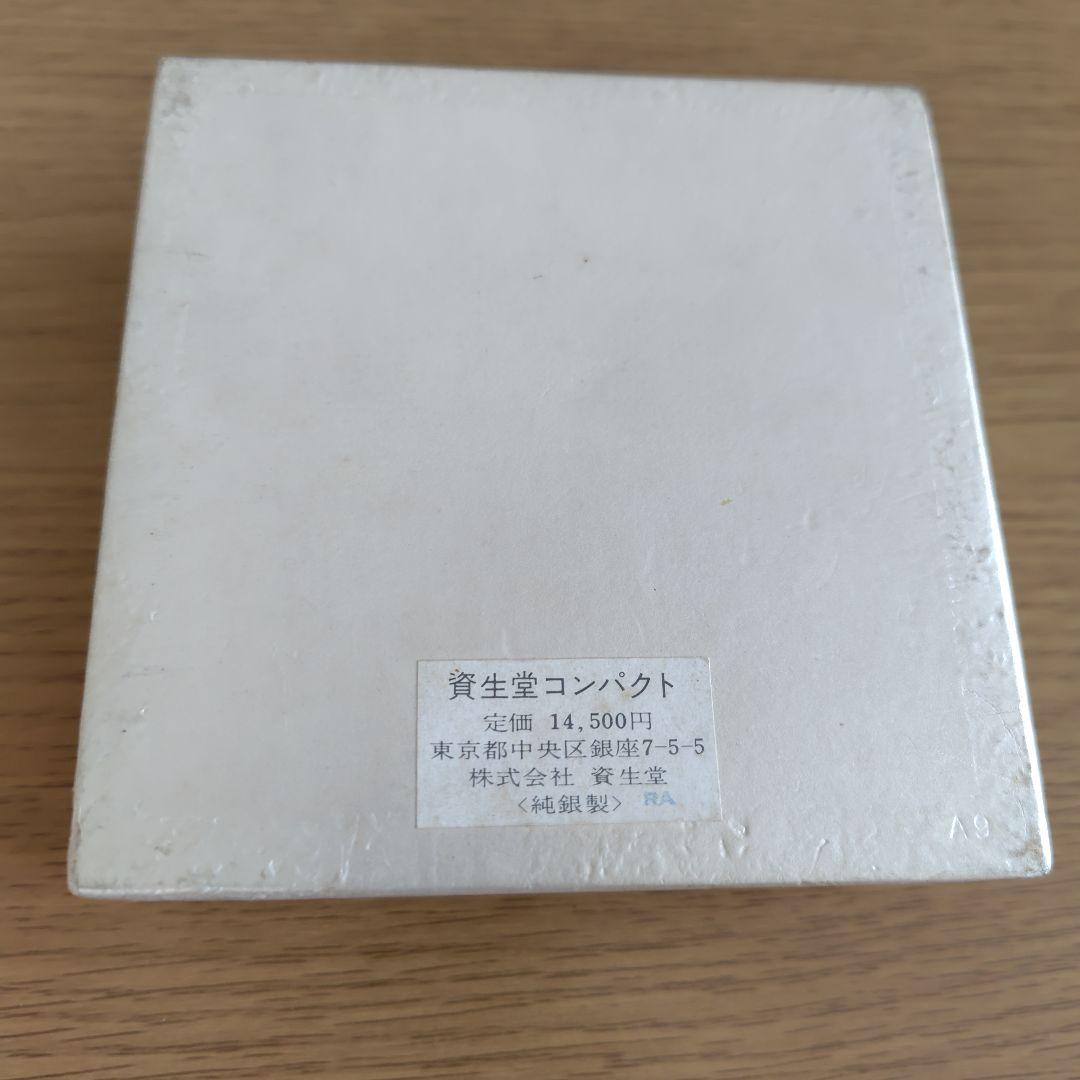 資生堂コンパクト
定価 14,500円
東京都中央区銀座7-5-5
株式会社 資生堂
<純銀製> RA